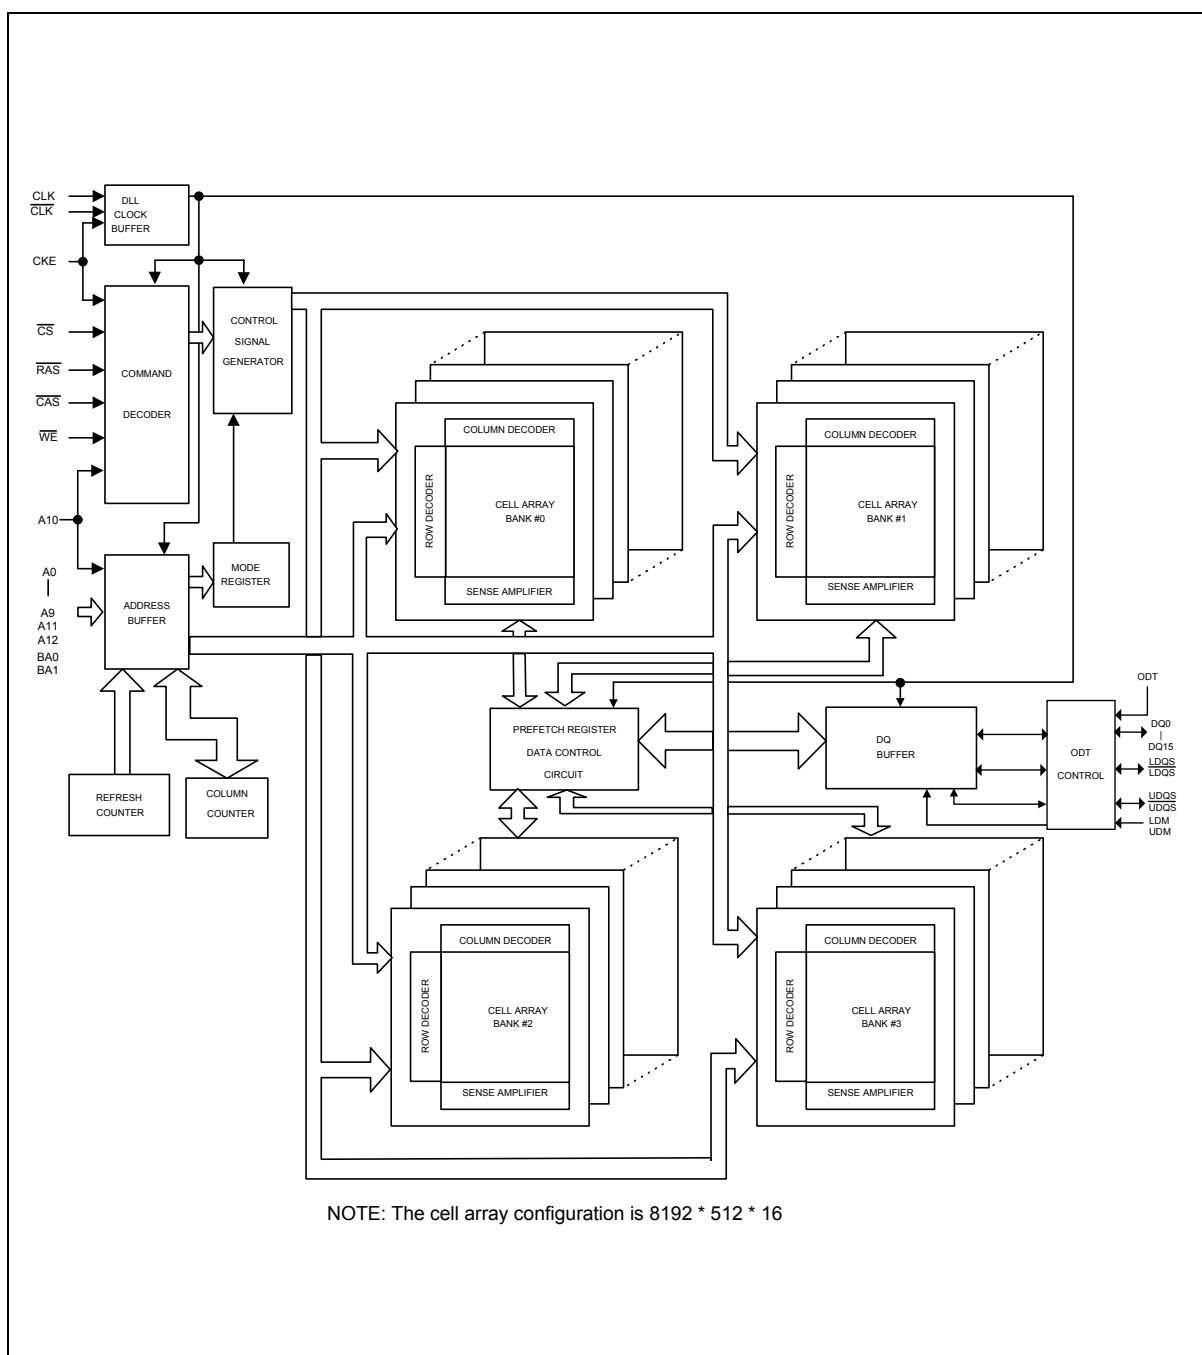 CLK
CLK
CKE
CS
RAS
CAS
WE
A10
A0
A9
A11
A12
BA0
BA1
DLL
CLOCK
BUFFER
COMMAND
DECODER
CONTROL
SIGNAL
GENERATOR
MODE
REGISTER
ADDRESS
BUFFER
REFRESH
COUNTER
COLUMN
COUNTER
COLUMN DECODER
ROW DECODER
CELL ARRAY
BANK #0
SENSE AMPLIFIER
COLUMN DECODER
ROW DECODER
CELL ARRAY
BANK #1
SENSE AMPLIFIER
PREFETCH REGISTER
DATA CONTROL
CIRCUIT
DQ
BUFFER
ODT
CONTROL
ODT
DQ0
|
DQ15
LDQS
LDQS
UDQS
UDQS
LDM
UDM
COLUMN DECODER
ROW DECODER
CELL ARRAY
BANK #2
SENSE AMPLIFIER
COLUMN DECODER
ROW DECODER
CELL ARRAY
BANK #3
SENSE AMPLIFIER
NOTE: The cell array configuration is 8192 * 512 * 16